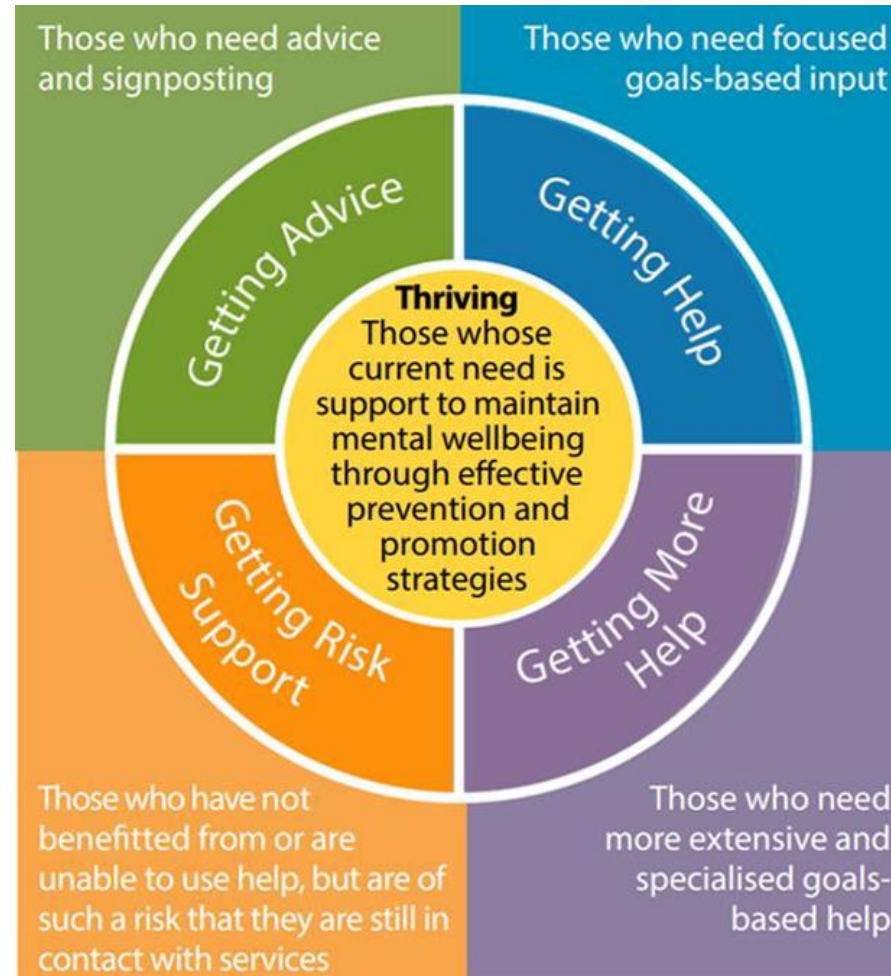 Those who need advice
and signposting
Those who need focused
goals-based input
Getting Advice
Getting Help
Thriving
Those whose
current need is
support to maintain
mental wellbeing
through effective
prevention and
promotion
strategies
Getting Risk
Support
Getting More
Help
Those who have not
benefitted from or are
unable to use help, but are of
such a risk that they are still in
contact with services
Those who need
more extensive and
specialised goals-
based help